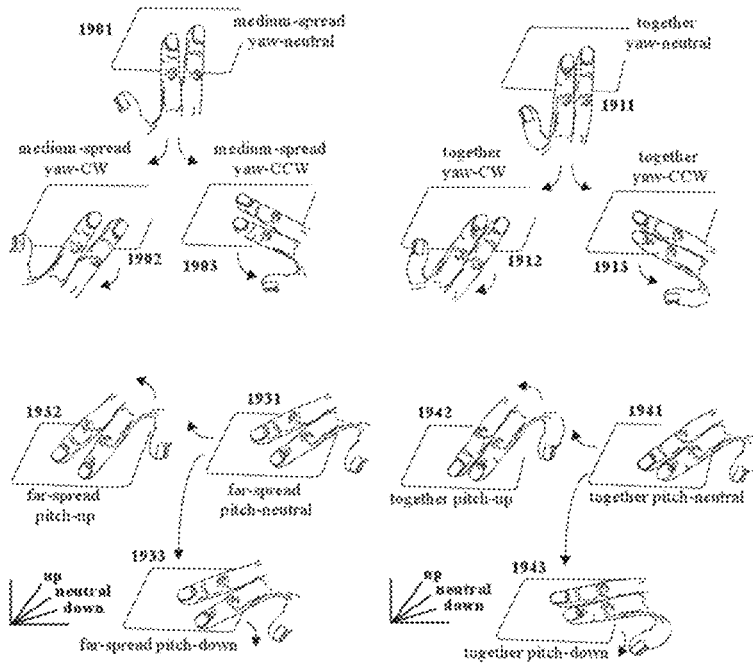 1981
medium-spread
yaw-neutral
together
yaw-neutral
1911
medium-spread
yaw-CW
medium-spread
yaw-CCW
together
yaw-CW
together
yaw-CCW
1982
1983
1912
1913
1932
1931
1942
1941
far-spread
pitch-up
far-spread
pitch-neutral
together pitch-up
together pitch-neutral
1933
1943
up
neutral
down
up
neutral
down
far-spread pitch-down
together pitch-down